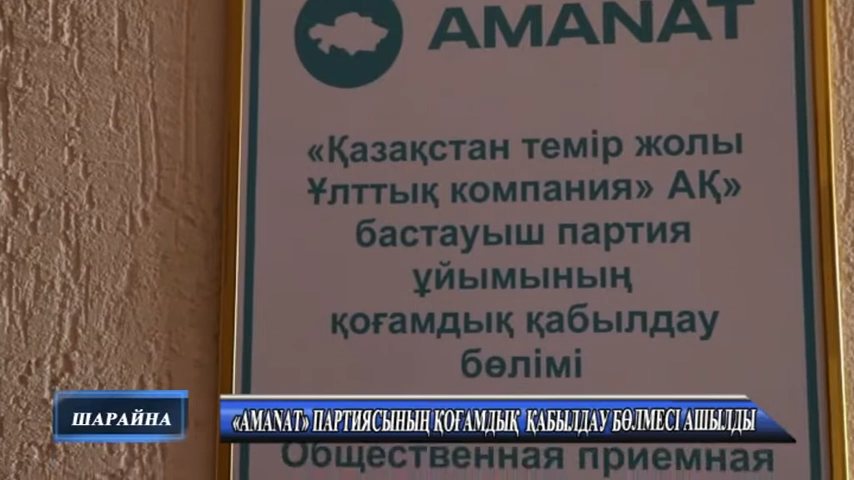 AMANAT
«Қазақстан темір жолы
Ұлттық компания» АҚ»
бастауыш партия
ұйымының
қоғамдық қабылдау
бөлімі
ШАРАЙНА
«AMANAT» ПАРТИЯСЫНЫҢ ҚОҒАМДЫҚ ҚАБЫЛДАУ БӨЛМЕСІ АШЫЛДЫ
Общественная приемная